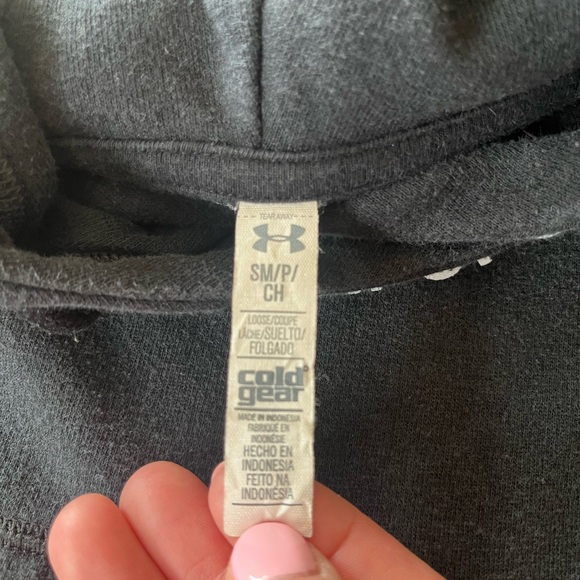 - TEAR AWAY -
SM/P/
CH
LOOSE/COUPE
LÂCHE/SUELTO/
FOLGADO
cold
gear
MADE IN INDONESIA
FABRIQUÉ EN
INDONÉSIE
HECHO EN
INDONESIA
FEITO NA
INDONÉSIA